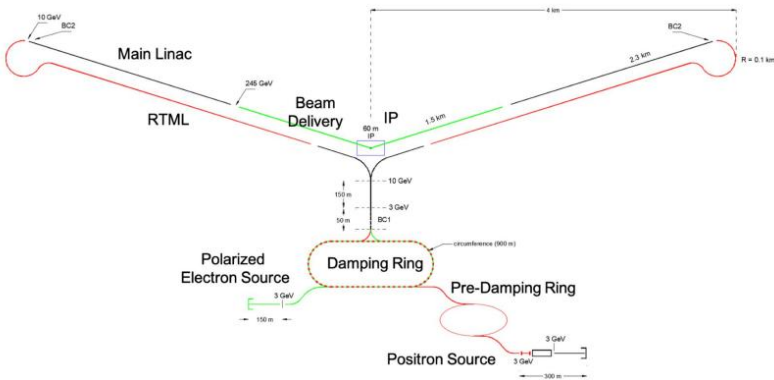 4 km
10 GeV
BC2
BC2
Main Linac
2.3 km
R = 0.1 km
246 GeV
Beam
Delivery
IP
1.5 km
RTML
60 m
IP
10 GeV
150 m
3 GeV
50 m
BC1
circumference (900 m)
Polarized
Electron Source
Damping Ring
Pre-Damping Ring
3 GeV
150 m
Positron Source
3 GeV
3 GeV
300 m